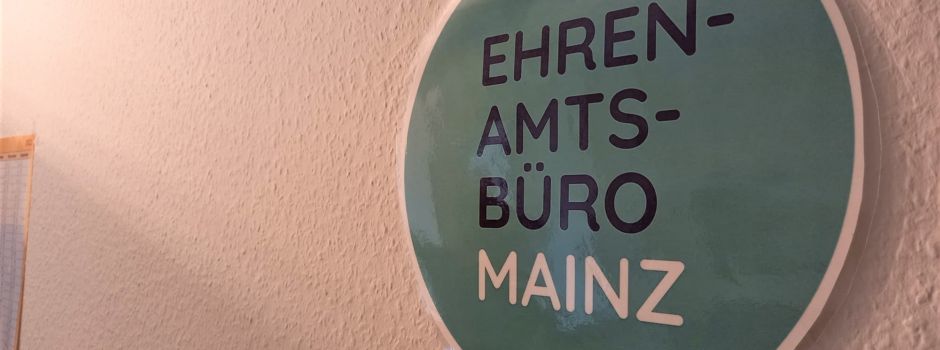 EHREN-
AMTS-
BÜRO
MAINZ